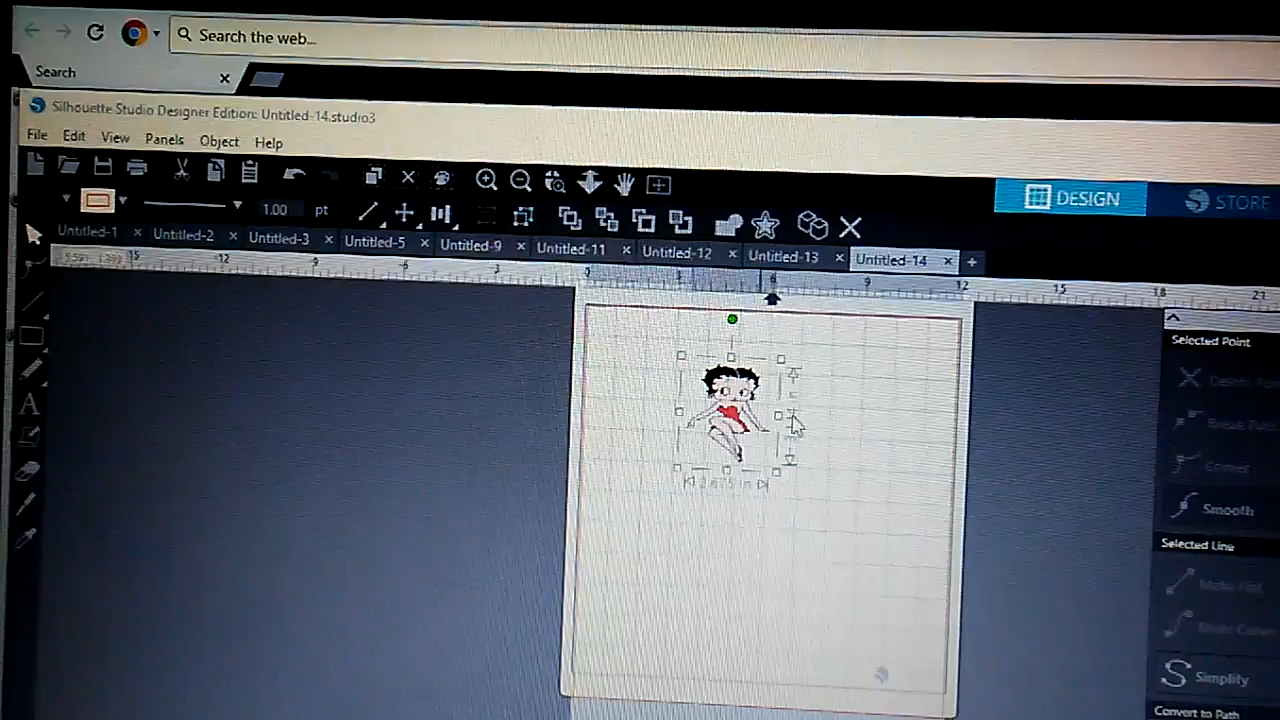 Search the web...
Search
Silhouette Studio Designer Edition: Untitled-14.studio3
File Edit View Panels Object Help
1.00 pt
DESIGN
STORE
Untitled-1 Untitled-2 Untitled-3 Untitled-5 Untitled-9 Untitled-11 Untitled-12 Untitled-13 Untitled-14
15 -12 -9 -6 -3 0 3 6 9 12 15 18 21
Selected Point
Corner
Smooth
Selected Line
Simplify
Convert to Path